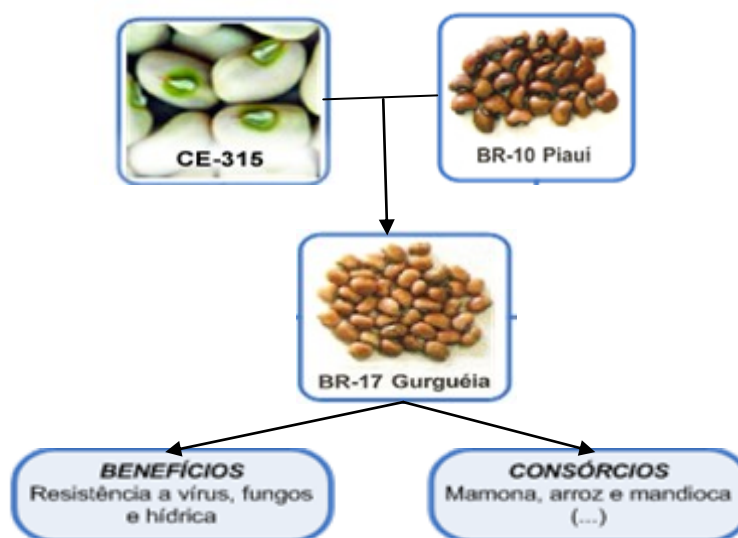 CE-315
BR-10 Piauí
BR-17 Gurguéia
BENEFÍCIOS
Resistência a vírus, fungos
e hídrica
CONSÓRCIOS
Mamona, arroz e mandioca
(...)